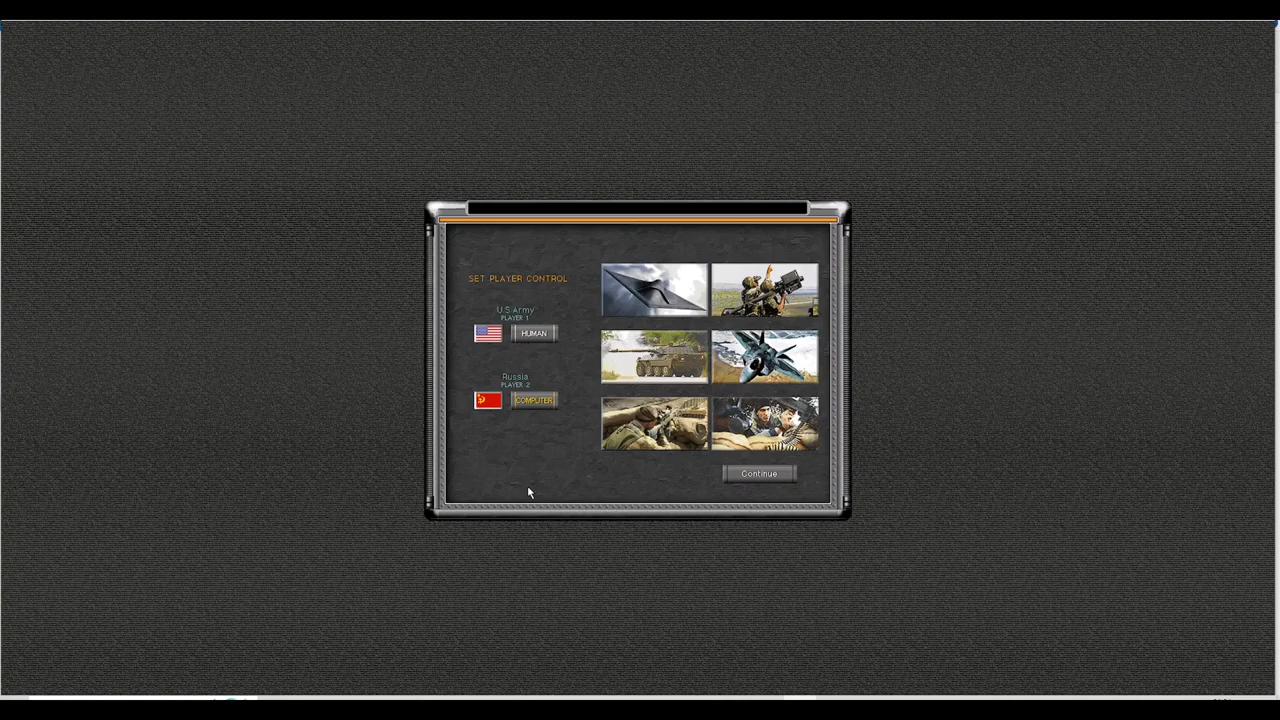 SET PLAYER CONTROL
U.S Army
PLAYER 1
HUMAN
Russia
PLAYER 2
COMPUTER
Continue